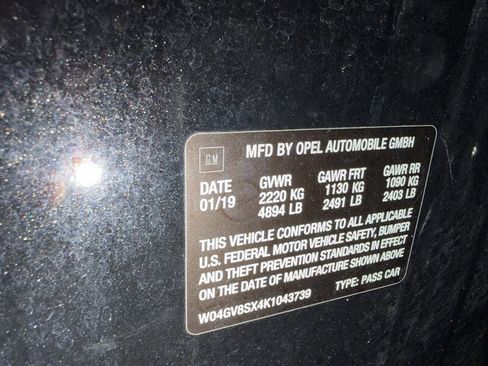 GM
MFD BY OPEL AUTOMOBILE GMBH
DATE GVWR GAWR FRT GAWR RR
01/19 2220 KG 1130 KG 1090 KG
4894 LB 2491 LB 2403 LB
THIS VEHICLE CONFORMS TO ALL APPLICABLE
U.S. FEDERAL MOTOR VEHICLE SAFETY, BUMPER
AND THEFT PREVENTION STANDARDS IN EFFECT
ON THE DATE OF MANUFACTURE SHOWN ABOVE
W04GV8SX4K1043739 TYPE: PASS CAR